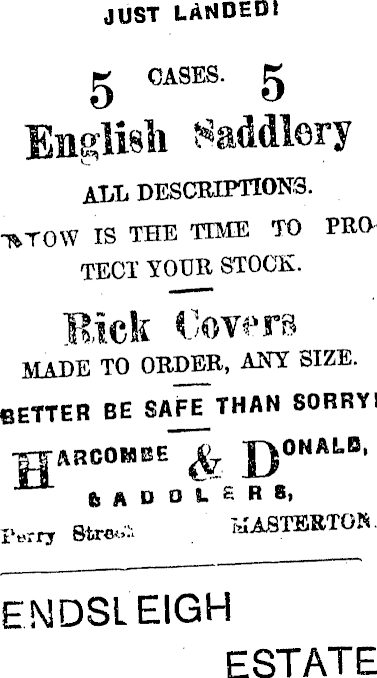 JUST LANDED!
5 CASES. 5
English Saddlery
ALL DESCRIPTIONS.
NOW IS THE TIME TO PRO-
TECT YOUR STOCK.
Rick Covers
MADE TO ORDER, ANY SIZE.
BETTER BE SAFE THAN SORRY!
HARCOMBE & DONALD,
SADDLERS,
Perry Street MASTERTON.
ENDSLEIGH
ESTATE